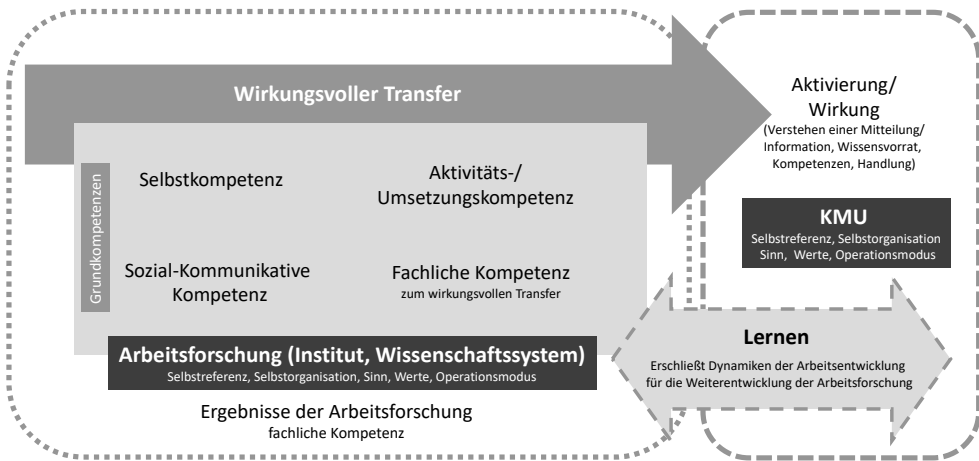 Wirkungsvoller Transfer
Grundkompetenzen
Selbstkompetenz
Aktivitäts-/
Umsetzungskompetenz
Sozial-Kommunikative
Kompetenz
Fachliche Kompetenz
zum wirkungsvollen Transfer
Arbeitsforschung (Institut, Wissenschaftssystem)
Selbstreferenz, Selbstorganisation, Sinn, Werte, Operationsmodus
Ergebnisse der Arbeitsforschung
fachliche Kompetenz
Aktivierung/
Wirkung
(Verstehen einer Mitteilung/
Information, Wissensvorrat,
Kompetenzen, Handlung)
KMU
Selbstreferenz, Selbstorganisation
Sinn, Werte, Operationsmodus
Lernen
Erschließt Dynamiken der Arbeitsentwicklung
für die Weiterentwicklung der Arbeitsforschung